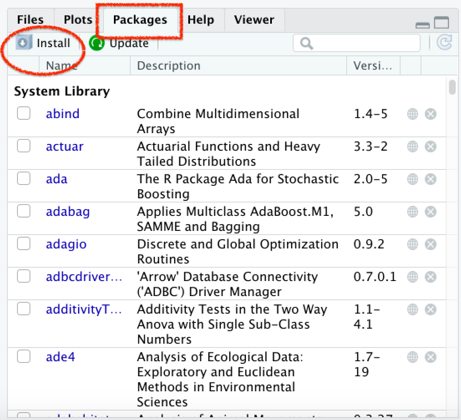 Files Plots Packages Help Viewer
Install Update
Name Description Versi...
System Library
abind Combine Multidimensional 1.4-5
Arrays
actuar Actuarial Functions and Heavy 3.3-2
Tailed Distributions
ada The R Package Ada for Stochastic 2.0-5
Boosting
adabag Applies Multiclass AdaBoost.M1, 5.0
SAMME and Bagging
adagio Discrete and Global Optimization 0.9.2
Routines
adbcdriver... 'Arrow' Database Connectivity 0.7.0.1
('ADBC') Driver Manager
additivityT... Additivity Tests in the Two Way 1.1-
Anova with Single Sub-Class 4.1
Numbers
ade4 Analysis of Ecological Data: 1.7-
Exploratory and Euclidean 19
Methods in Environmental
Sciences